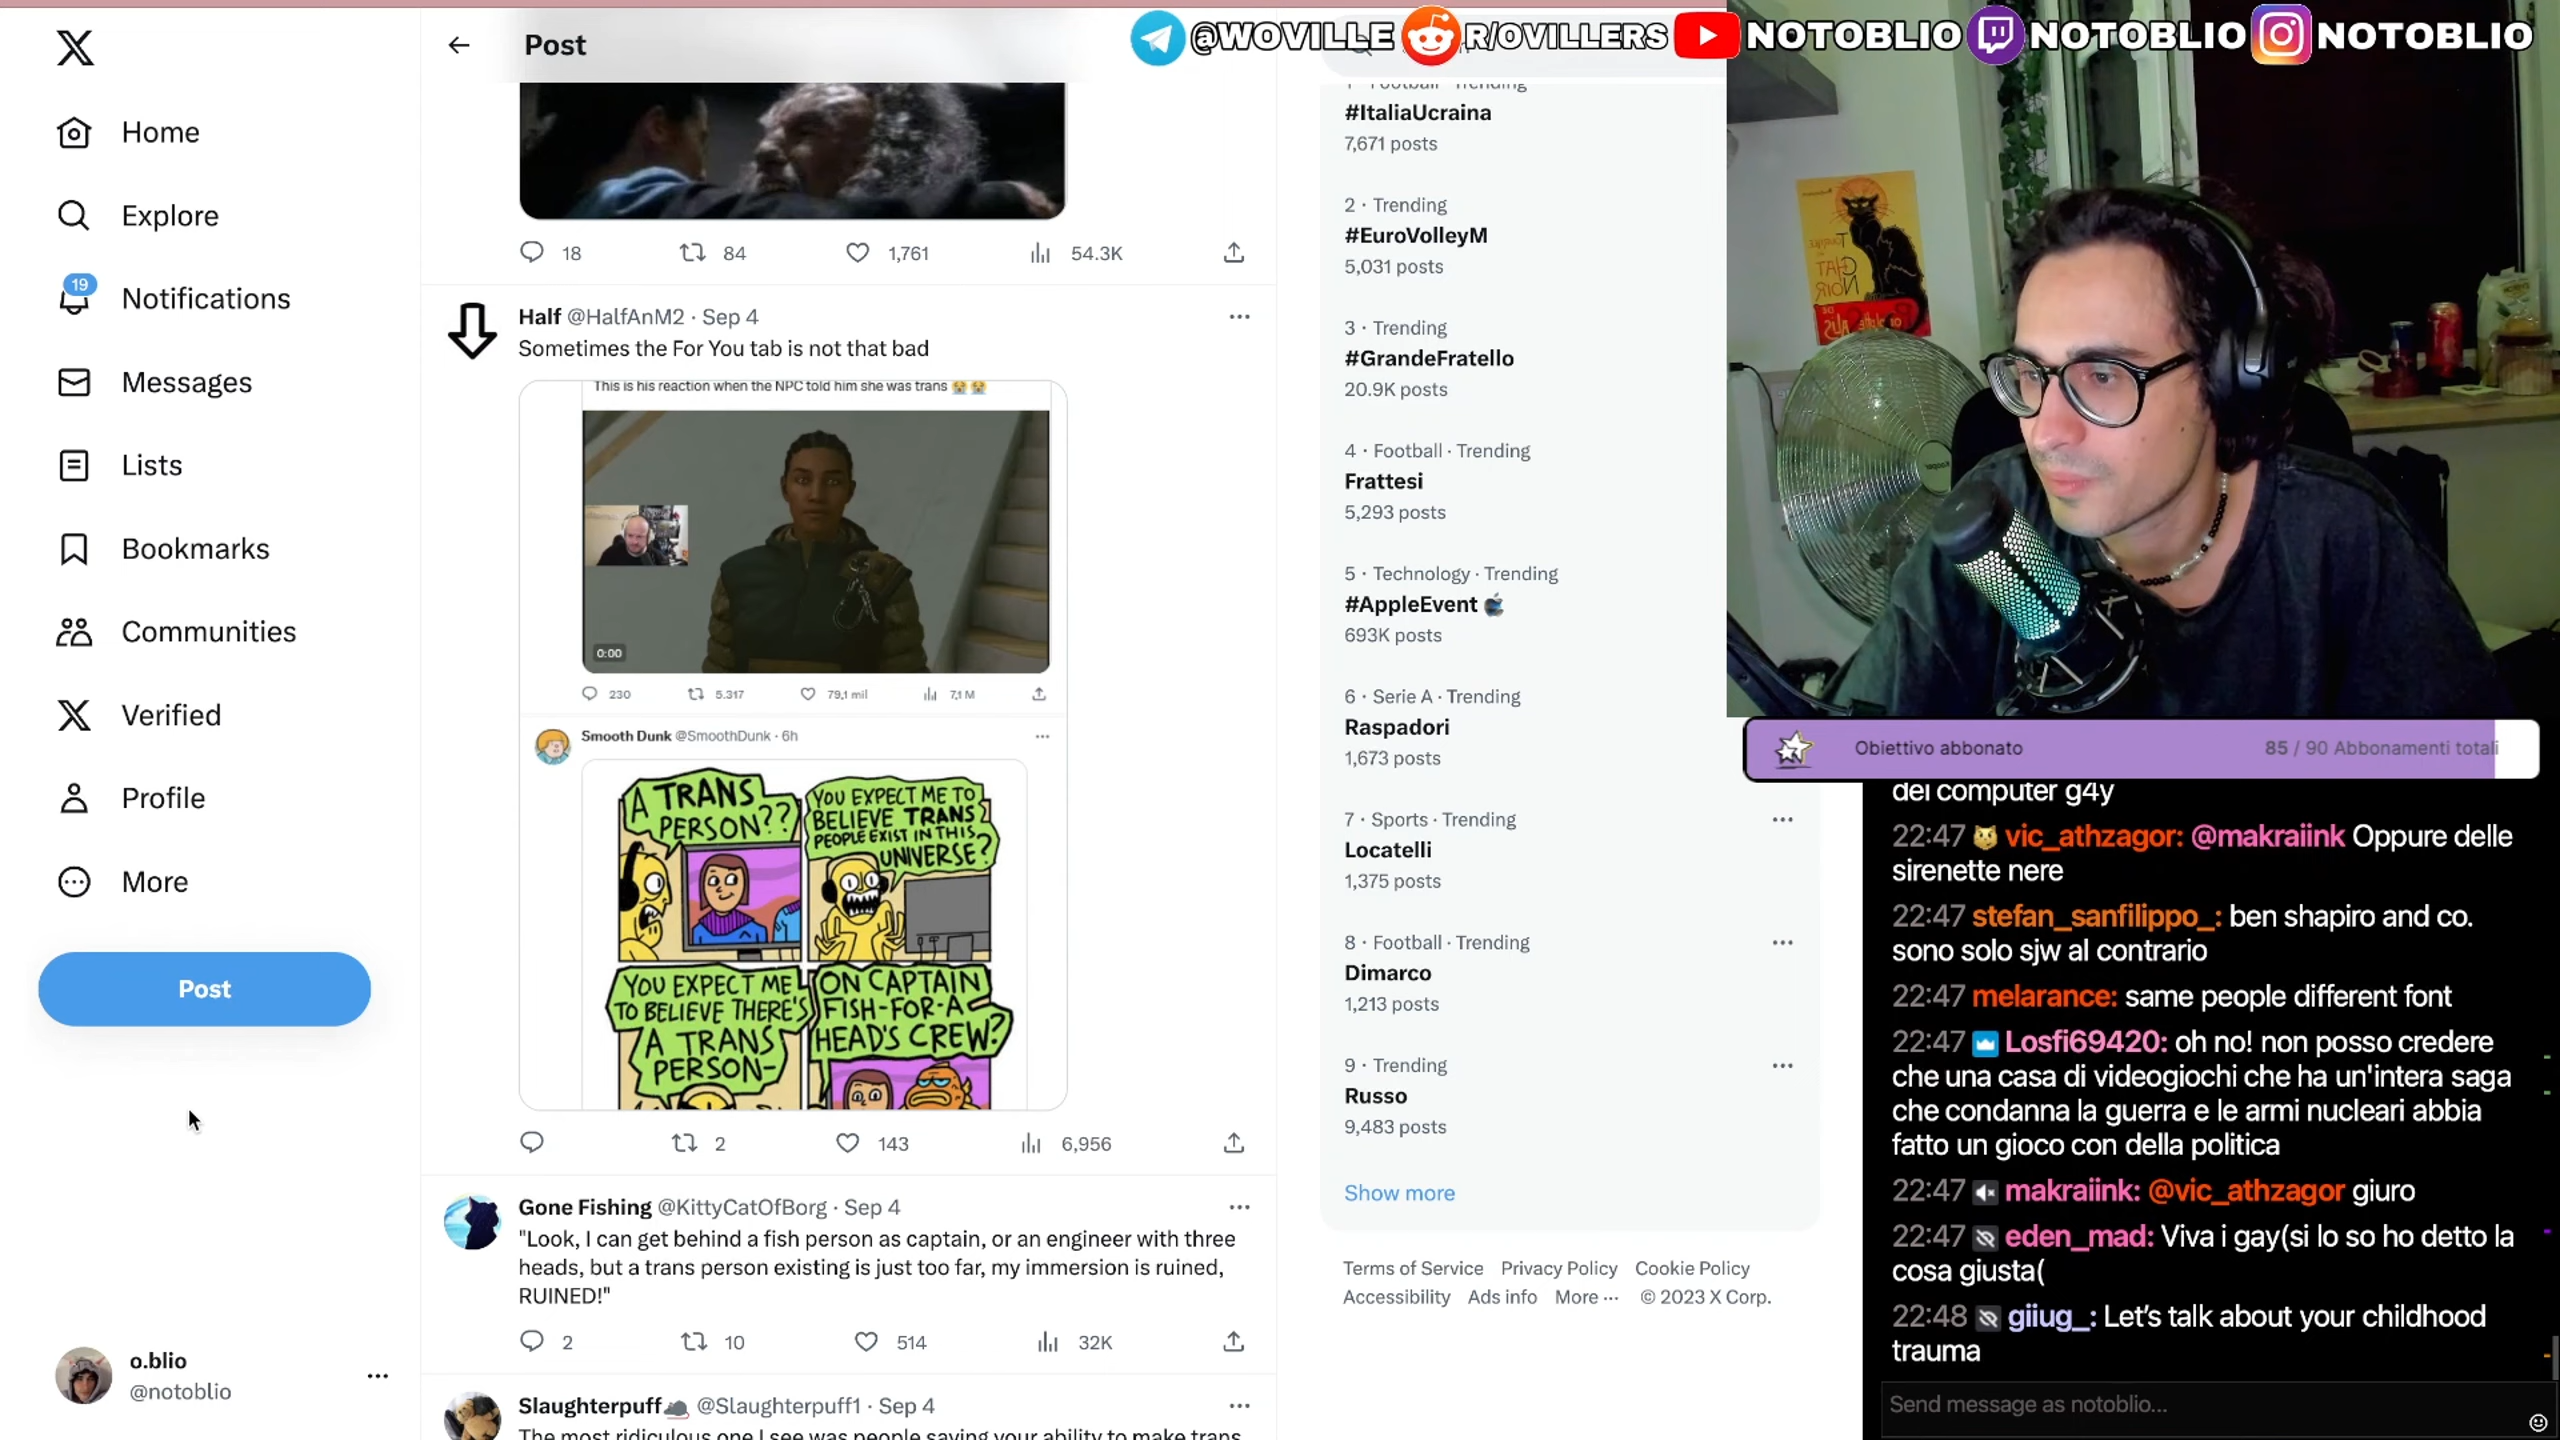 @WOVILLE R/OVILLERS NOTOBLIO NOTOBLIO NOTOBLIO
Post
Home
Explore
19
Notifications
Messages
Lists
Bookmarks
Communities
Verified
Profile
More
Post
o.blio
@notoblio
18 84 1,761 54.3K
Half @HalfAnM2 · Sep 4
Sometimes the For You tab is not that bad
This is his reaction when the NPC told him she was trans 😭😭
0:00
230 5.317 79,1 mil 7,1 M
Smooth Dunk @SmoothDunk · 6h
A TRANS
PERSON??
YOU EXPECT ME TO
BELIEVE TRANS
PEOPLE EXIST IN THIS
UNIVERSE?
YOU EXPECT ME
TO BELIEVE THERE'S
A TRANS
PERSON-
ON CAPTAIN
FISH-FOR-A-
HEAD'S CREW?
2 143 6,956
Gone Fishing @KittyCatOfBorg · Sep 4
"Look, I can get behind a fish person as captain, or an engineer with three
heads, but a trans person existing is just too far, my immersion is ruined,
RUINED!"
2 10 514 32K
Slaughterpuff @Slaughterpuff1 · Sep 4
The most ridiculous one I see was people saying your ability to make trans
1 · Football · Trending
#ItaliaUcraina
7,671 posts
2 · Trending
#EuroVolleyM
5,031 posts
3 · Trending
#GrandeFratello
20.9K posts
4 · Football · Trending
Frattesi
5,293 posts
5 · Technology · Trending
#AppleEvent
693K posts
6 · Serie A · Trending
Raspadori
1,673 posts
7 · Sports · Trending
Locatelli
1,375 posts
8 · Football · Trending
Dimarco
1,213 posts
9 · Trending
Russo
9,483 posts
Show more
Terms of Service Privacy Policy Cookie Policy
Accessibility Ads info More ··· © 2023 X Corp.
Obiettivo abbonato 85 / 90 Abbonamenti totali
dei computer g4y
22:47 vic_athzagor: @makraiink Oppure delle
sirenette nere
22:47 stefan_sanfilippo_: ben shapiro and co.
sono solo sjw al contrario
22:47 melarance: same people different font
22:47 Losfi69420: oh no! non posso credere
che una casa di videogiochi che ha un'intera saga
che condanna la guerra e le armi nucleari abbia
fatto un gioco con della politica
22:47 makraiink: @vic_athzagor giuro
22:47 eden_mad: Viva i gay(si lo so ho detto la
cosa giusta(
22:48 giiug_: Let's talk about your childhood
trauma
Send message as notoblio...